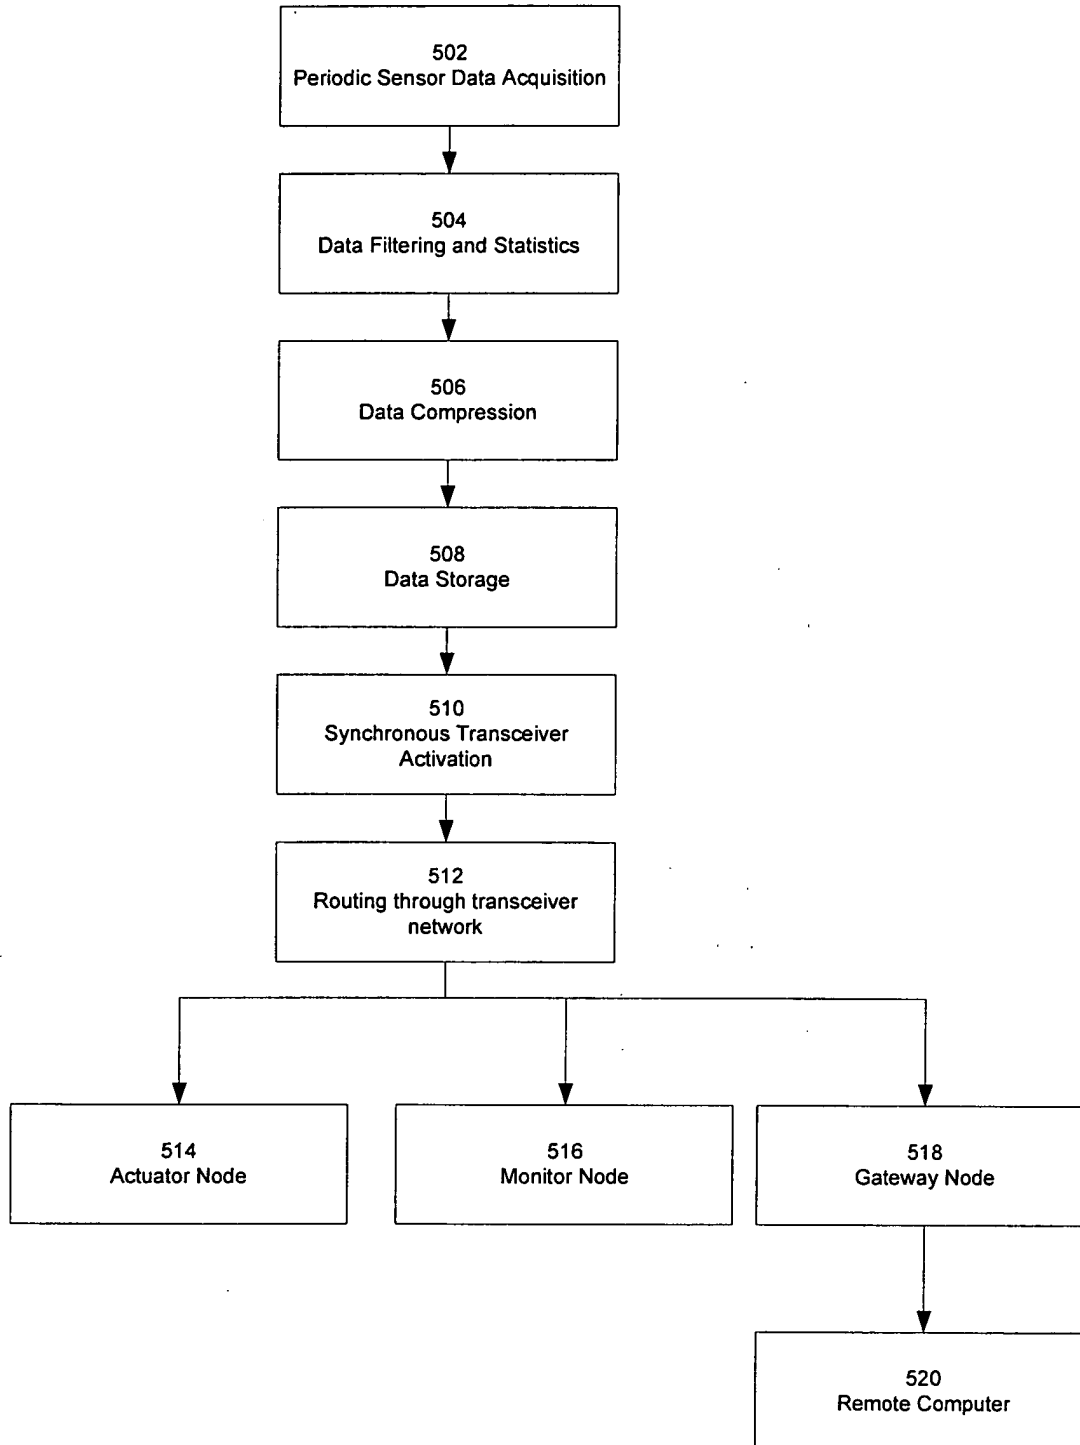 502
Periodic Sensor Data Acquisition
504
Data Filtering and Statistics
506
Data Compression
508
Data Storage
510
Synchronous Transceiver
Activation
512
Routing through transceiver
network
514
Actuator Node
516
Monitor Node
518
Gateway Node
520
Remote Computer